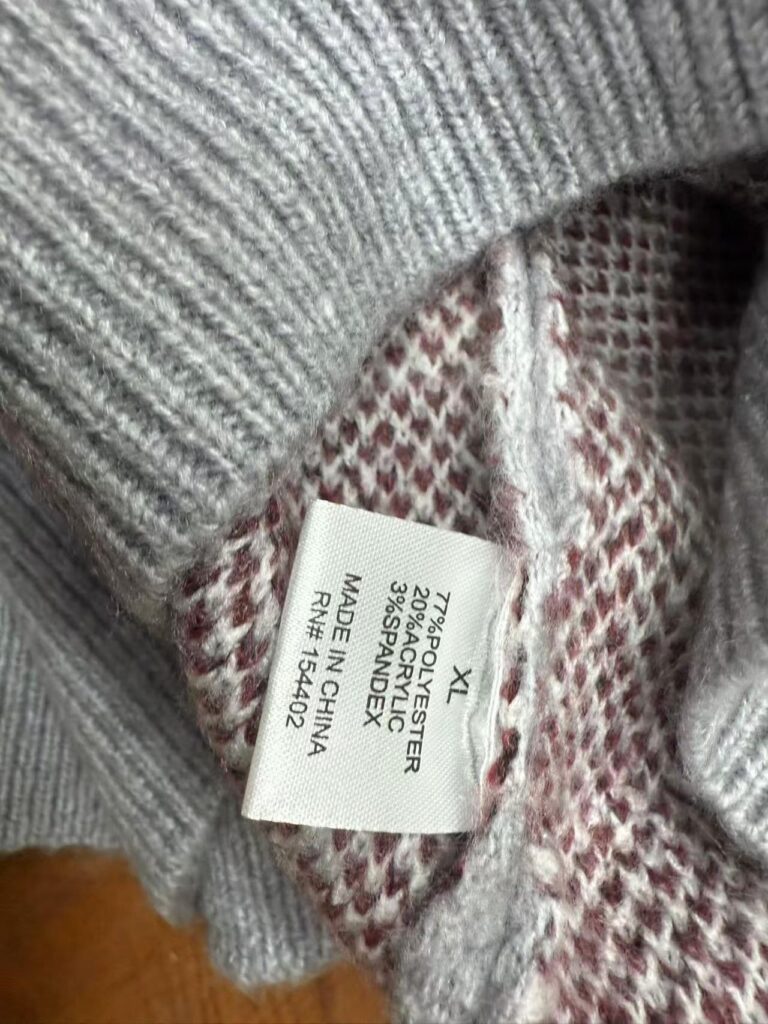 XL
77%POLYESTER
20%ACRYLIC
3%SPANDEX
MADE IN CHINA
RN# 154402